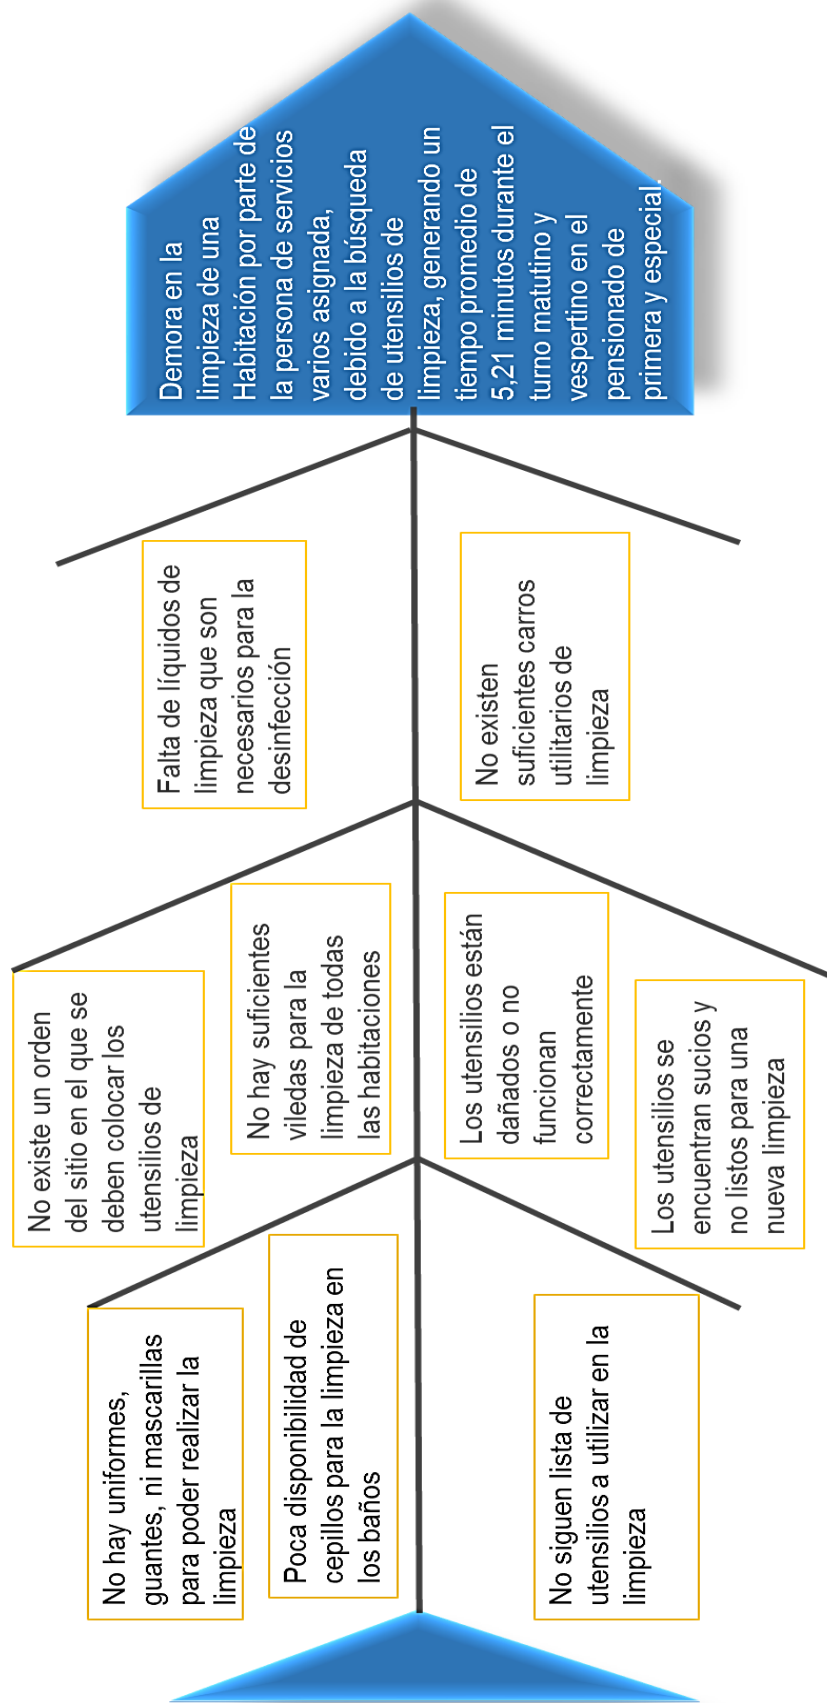 No hay uniformes,
guantes, ni mascarillas
para poder realizar la
limpieza
Poca disponibilidad de
cepillos para la limpieza en
los baños
No siguen lista de
utensilios a utilizar en la
limpieza
No existe un orden
del sitio en el que se
deben colocar los
utensilios de
limpieza
No hay suficientes
viledas para la
limpieza de todas
las habitaciones
Los utensilios están
dañados o no
funcionan
correctamente
Los utensilios se
encuentran sucios y
no listos para una
nueva limpieza
Falta de líquidos de
limpieza que son
necesarios para la
desinfección
No existen
suficientes carros
utilitarios de
limpieza
Demora en la
limpieza de una
Habitación por parte de
la persona de servicios
varios asignada,
debido a la búsqueda
de utensilios de
limpieza, generando un
tiempo promedio de
5,21 minutos durante el
turno matutino y
vespertino en el
pensionado de
primera y especial.